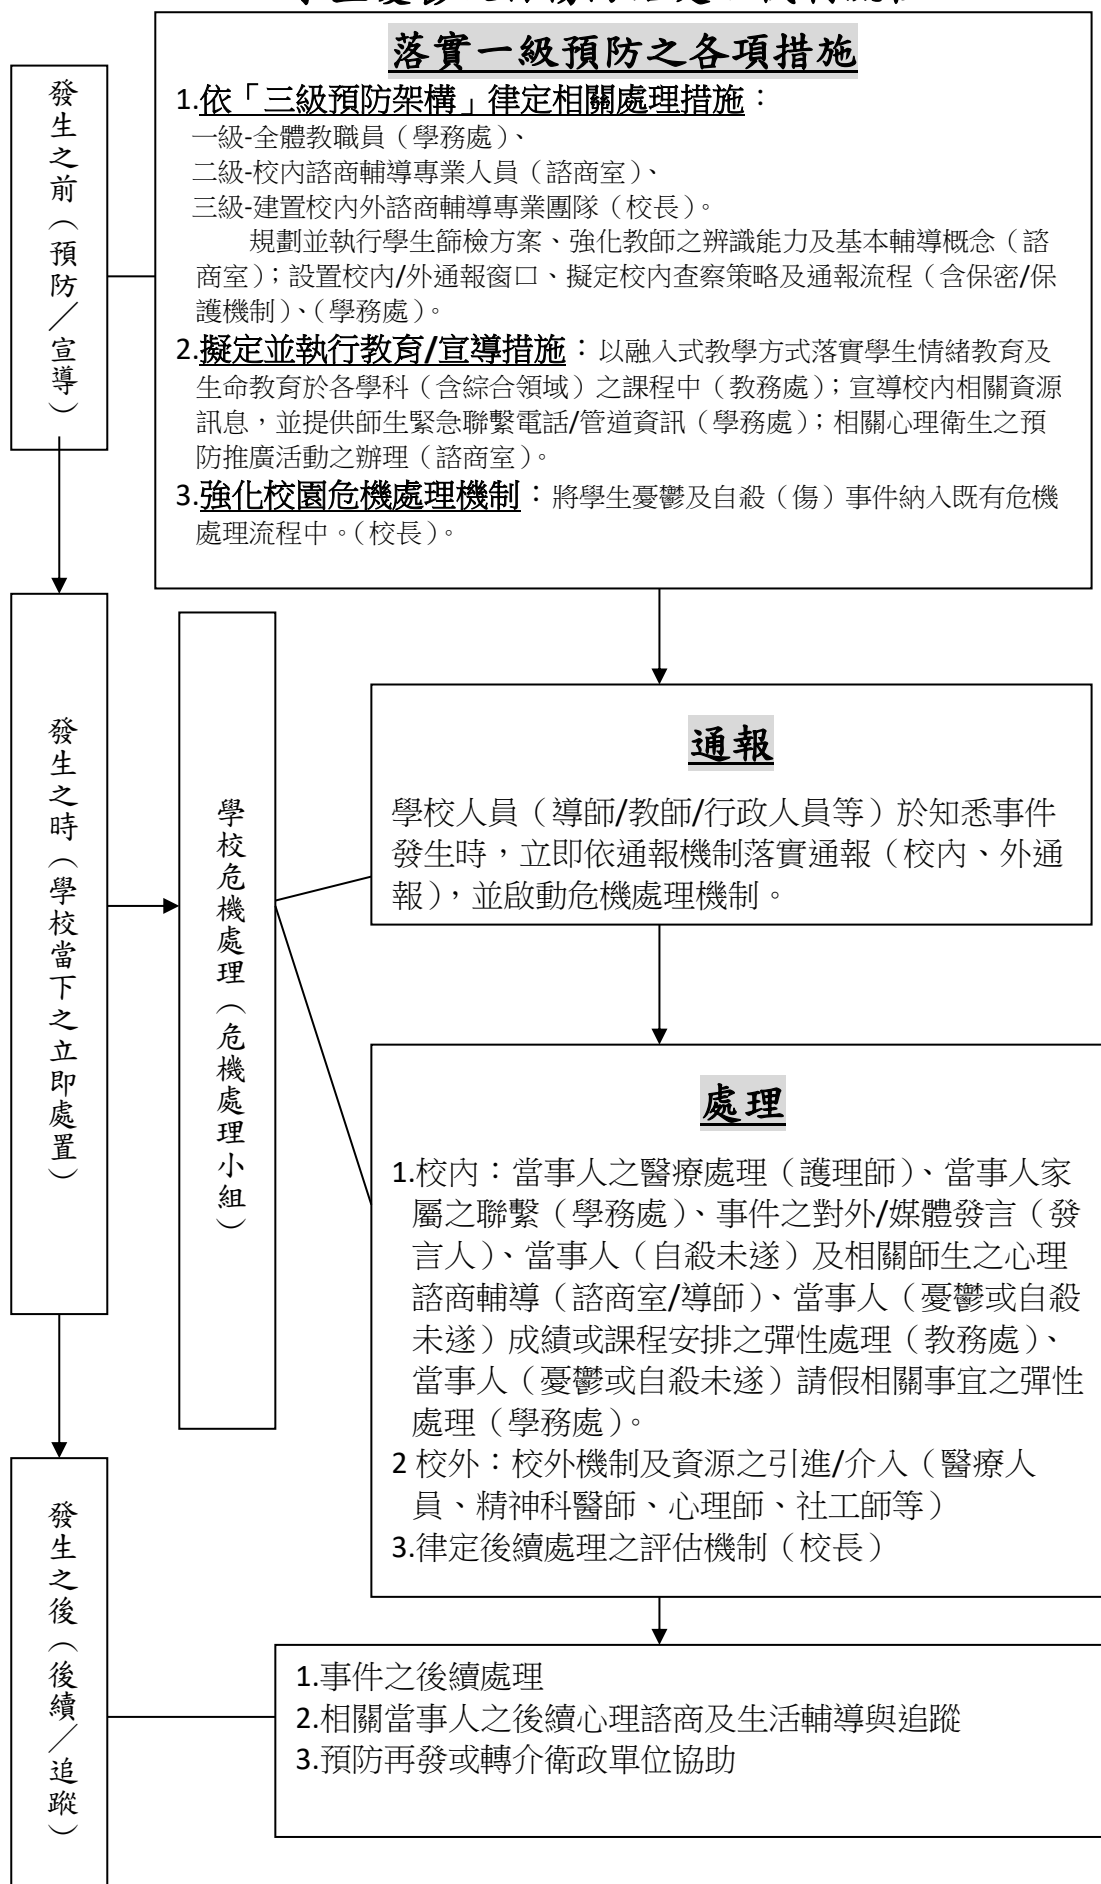 落實一級預防之各項措施
1.依「三級預防架構」律定相關處理措施：
一級-全體教職員（學務處）、
二級-校內諮商輔導專業人員（諮商室）、
三級-建置校內外諮商輔導專業團隊（校長）。
規劃並執行學生篩檢方案、強化教師之辨識能力及基本輔導概念（諮
商室）；設置校內/外通報窗口、擬定校內查察策略及通報流程（含保密/保
護機制）、（學務處）。
2.擬定並執行教育/宣導措施：以融入式教學方式落實學生情緒教育及
生命教育於各學科（含綜合領域）之課程中（教務處）；宣導校內相關資源
訊息，並提供師生緊急聯繫電話/管道資訊（學務處）；相關心理衛生之預
防推廣活動之辦理（諮商室）。
3.強化校園危機處理機制：將學生憂鬱及自殺（傷）事件納入既有危機
處理流程中。（校長）。
發生之前（預防／宣導）
發生之時（學校當下之立即處置）
學校危機處理（危機處理小組）
通報
學校人員（導師/教師/行政人員等）於知悉事件
發生時，立即依通報機制落實通報（校內、外通
報），並啟動危機處理機制。
處理
1.校內：當事人之醫療處理（護理師）、當事人家
屬之聯繫（學務處）、事件之對外/媒體發言（發
言人）、當事人（自殺未遂）及相關師生之心理
諮商輔導（諮商室/導師）、當事人（憂鬱或自殺
未遂）成績或課程安排之彈性處理（教務處）、
當事人（憂鬱或自殺未遂）請假相關事宜之彈性
處理（學務處）。
2 校外：校外機制及資源之引進/介入（醫療人
員、精神科醫師、心理師、社工師等）
3.律定後續處理之評估機制（校長）
發生之後（後續／追蹤）
1.事件之後續處理
2.相關當事人之後續心理諮商及生活輔導與追蹤
3.預防再發或轉介衛政單位協助